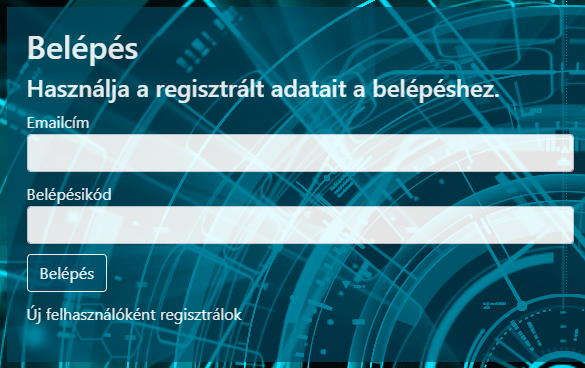 Belépés
Használja a regisztrált adatait a belépéshez.
Emailcím
Belépésikód
Belépés
Új felhasználóként regisztrálok